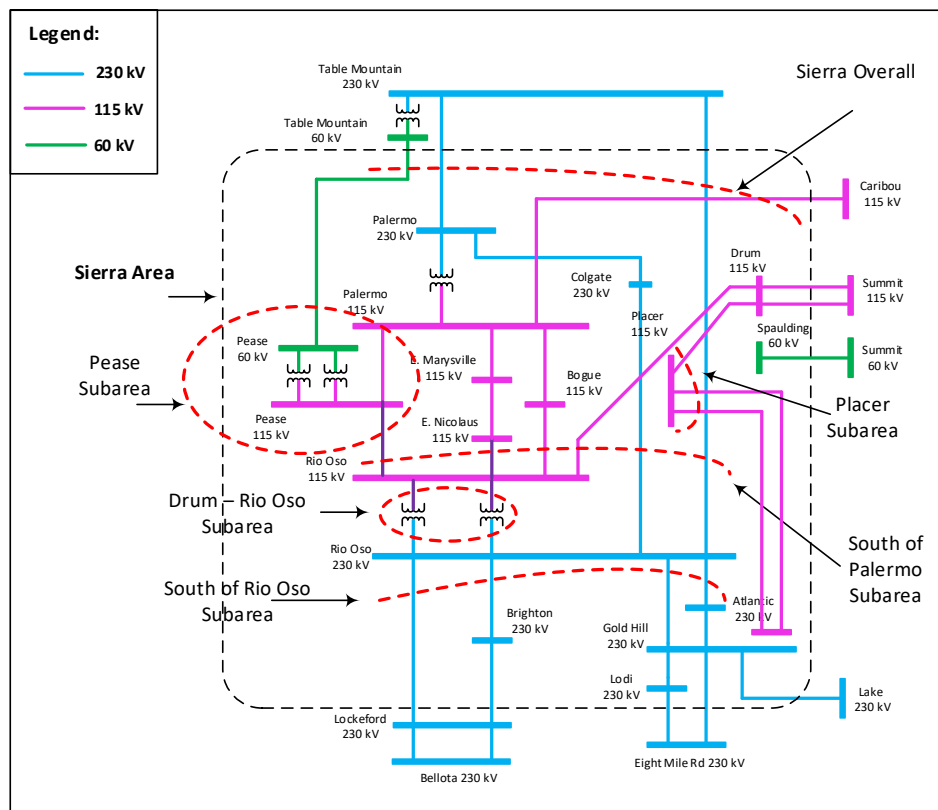 Legend:
230 kV
115 kV
60 kV
Table Mountain
230 kV
Sierra Overall
Table Mountain
60 kV
Caribou
115 kV
Palermo
230 kV
Drum
115 kV
Sierra Area
Colgate
230 kV
Summit
115 kV
Palermo
115 kV
Placer
115 kV
Spaulding
60 kV
Summit
60 kV
Pease
60 kV
Pease
Subarea
E. Marysville
115 kV
Bogue
115 kV
Placer
Subarea
Pease
115 kV
E. Nicolaus
115 kV
Rio Oso
115 kV
Drum – Rio Oso
Subarea
South of
Palermo
Subarea
Rio Oso
230 kV
South of Rio Oso
Subarea
Brighton
230 kV
Atlantic
230 kV
Gold Hill
230 kV
Lodi
230 kV
Lake
230 kV
Lockeford
230 kV
Bellota 230 kV
Eight Mile Rd 230 kV